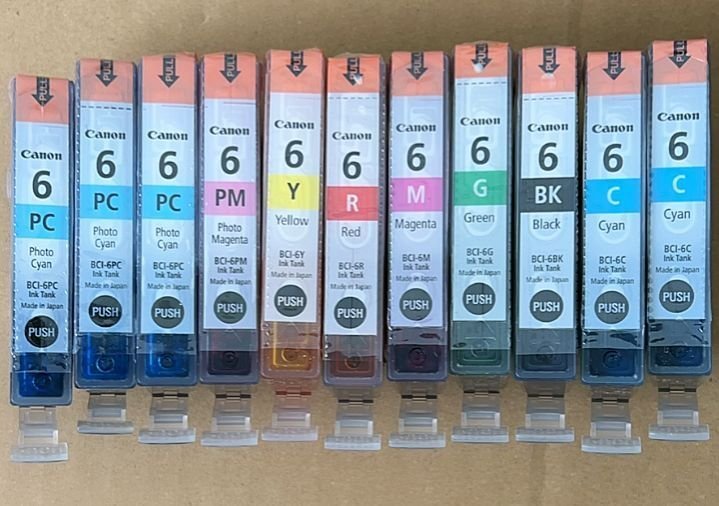 PULL
Canon
6
PC
Photo
Cyan
BCI-6PC
Ink Tank
Made in Japan
PUSH
PULL
Canon
6
PC
Photo
Cyan
BCI-6PC
Ink Tank
Made in Japan
PUSH
PULL
Canon
6
PC
Photo
Cyan
BCI-6PC
Ink Tank
Made in Japan
PUSH
PULL
Canon
6
PM
Photo
Magenta
BCI-6PM
Ink Tank
Made in Japan
PUSH
PULL
Canon
6
Y
Yellow
BCI-6Y
Ink Tank
Made in Japan
PUSH
PULL
Canon
6
R
Red
BCI-6R
Ink Tank
Made in Japan
PUSH
PULL
Canon
6
M
Magenta
BCI-6M
Ink Tank
Made in Japan
PUSH
PULL
Canon
6
G
Green
BCI-6G
Ink Tank
Made in Japan
PUSH
PULL
Canon
6
BK
Black
BCI-6BK
Ink Tank
Made in Japan
PUSH
PULL
Canon
6
C
Cyan
BCI-6C
Ink Tank
Made in Japan
PUSH
PULL
Canon
6
C
Cyan
BCI-6C
Ink Tank
Made in Japan
PUSH